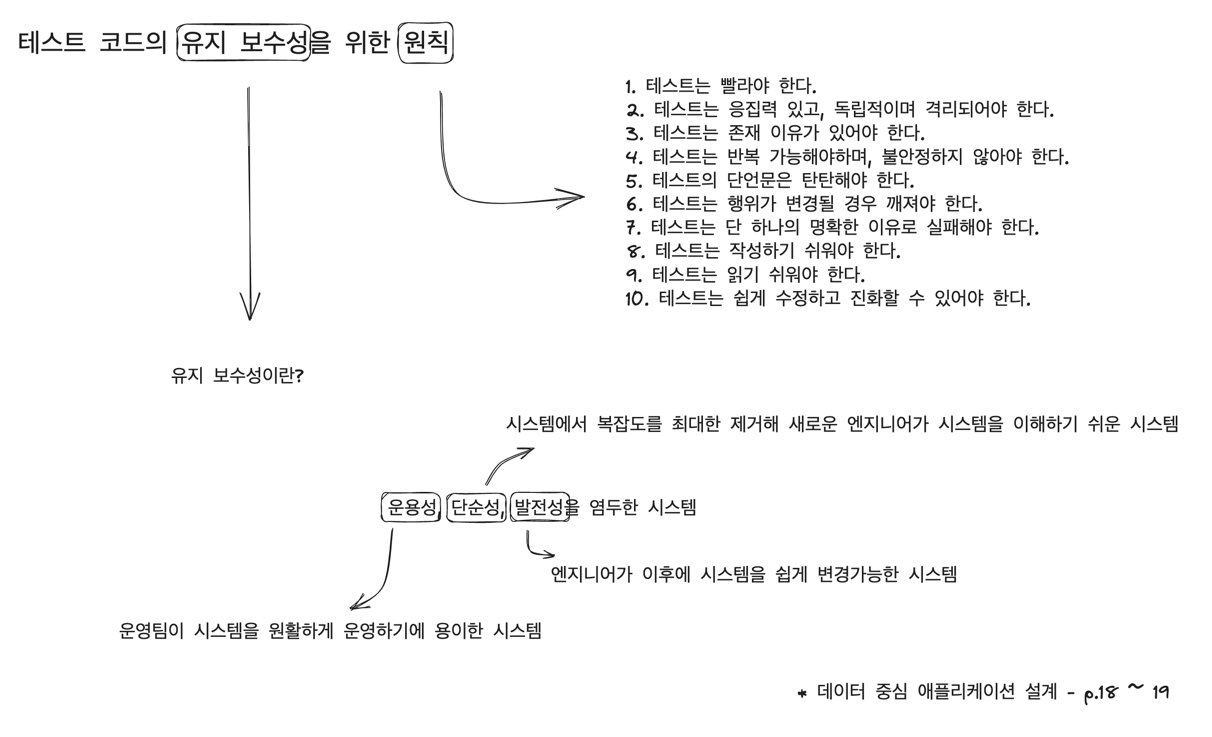 테스트 코드의 유지 보수성을 위한 원칙
1. 테스트는 빨라야 한다.
2. 테스트는 응집력 있고, 독립적이며 격리되어야 한다.
3. 테스트는 존재 이유가 있어야 한다.
4. 테스트는 반복 가능해야하며, 불안정하지 않아야 한다.
5. 테스트의 단언문은 탄탄해야 한다.
6. 테스트는 행위가 변경될 경우 깨져야 한다.
7. 테스트는 단 하나의 명확한 이유로 실패해야 한다.
8. 테스트는 작성하기 쉬워야 한다.
9. 테스트는 읽기 쉬워야 한다.
10. 테스트는 쉽게 수정하고 진화할 수 있어야 한다.
유지 보수성이란?
시스템에서 복잡도를 최대한 제거해 새로운 엔지니어가 시스템을 이해하기 쉬운 시스템
운용성, 단순성, 발전성을 염두한 시스템
엔지니어가 이후에 시스템을 쉽게 변경가능한 시스템
운영팀이 시스템을 원활하게 운영하기에 용이한 시스템
* 데이터 중심 애플리케이션 설계 - p.18 ~ 19